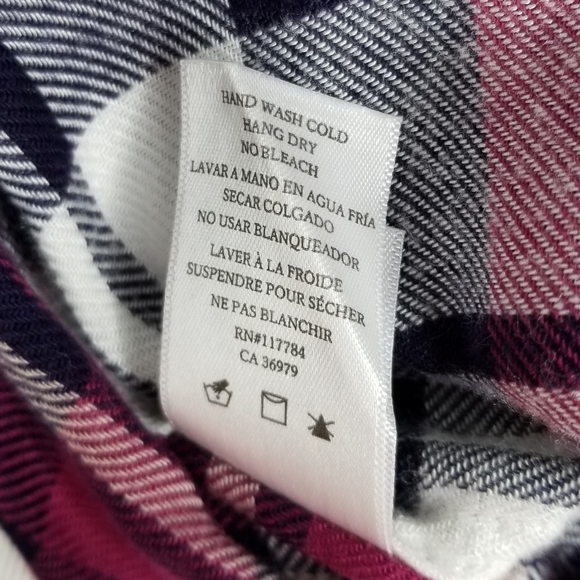 HAND WASH COLD
HANG DRY
NO BLEACH
LAVAR A MANO EN AGUA FRÍA
SECAR COLGADO
NO USAR BLANQUEADOR
LAVER À LA FROIDE
SUSPENDRE POUR SÉCHER
NE PAS BLANCHIR
RN#117784
CA 36979